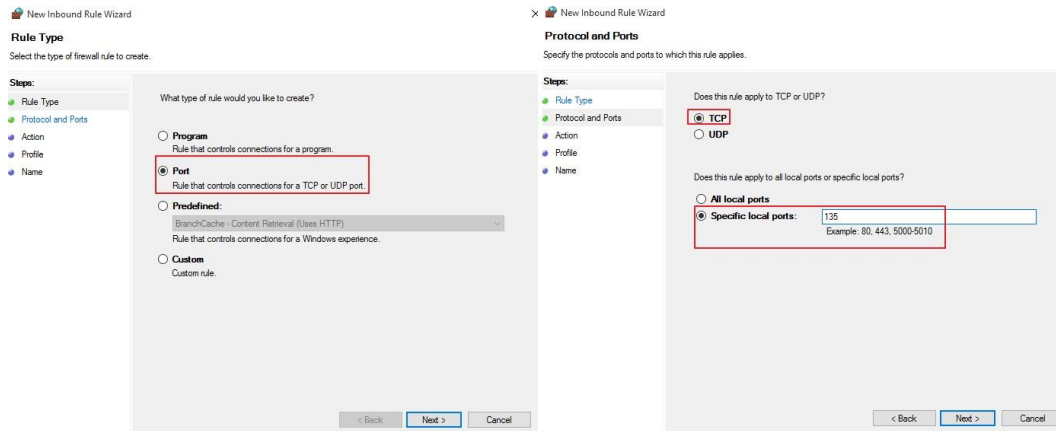 New Inbound Rule Wizard
Rule Type
Select the type of firewall rule to create.
Steps:
Rule Type
Protocol and Ports
Action
Profile
Name
What type of rule would you like to create?
Program
Rule that controls connections for a program.
Port
Rule that controls connections for a TCP or UDP port.
Predefined:
BranchCache - Content Retrieval (Uses HTTP)
Rule that controls connections for a Windows experience.
Custom
Custom rule.
< Back
Next >
Cancel
New Inbound Rule Wizard
Protocol and Ports
Specify the protocols and ports to which this rule applies.
Steps:
Rule Type
Protocol and Ports
Action
Profile
Name
Does this rule apply to TCP or UDP?
TCP
UDP
Does this rule apply to all local ports or specific local ports?
All local ports
Specific local ports:
135
Example: 80, 443, 5000-5010
< Back
Next >
Cancel